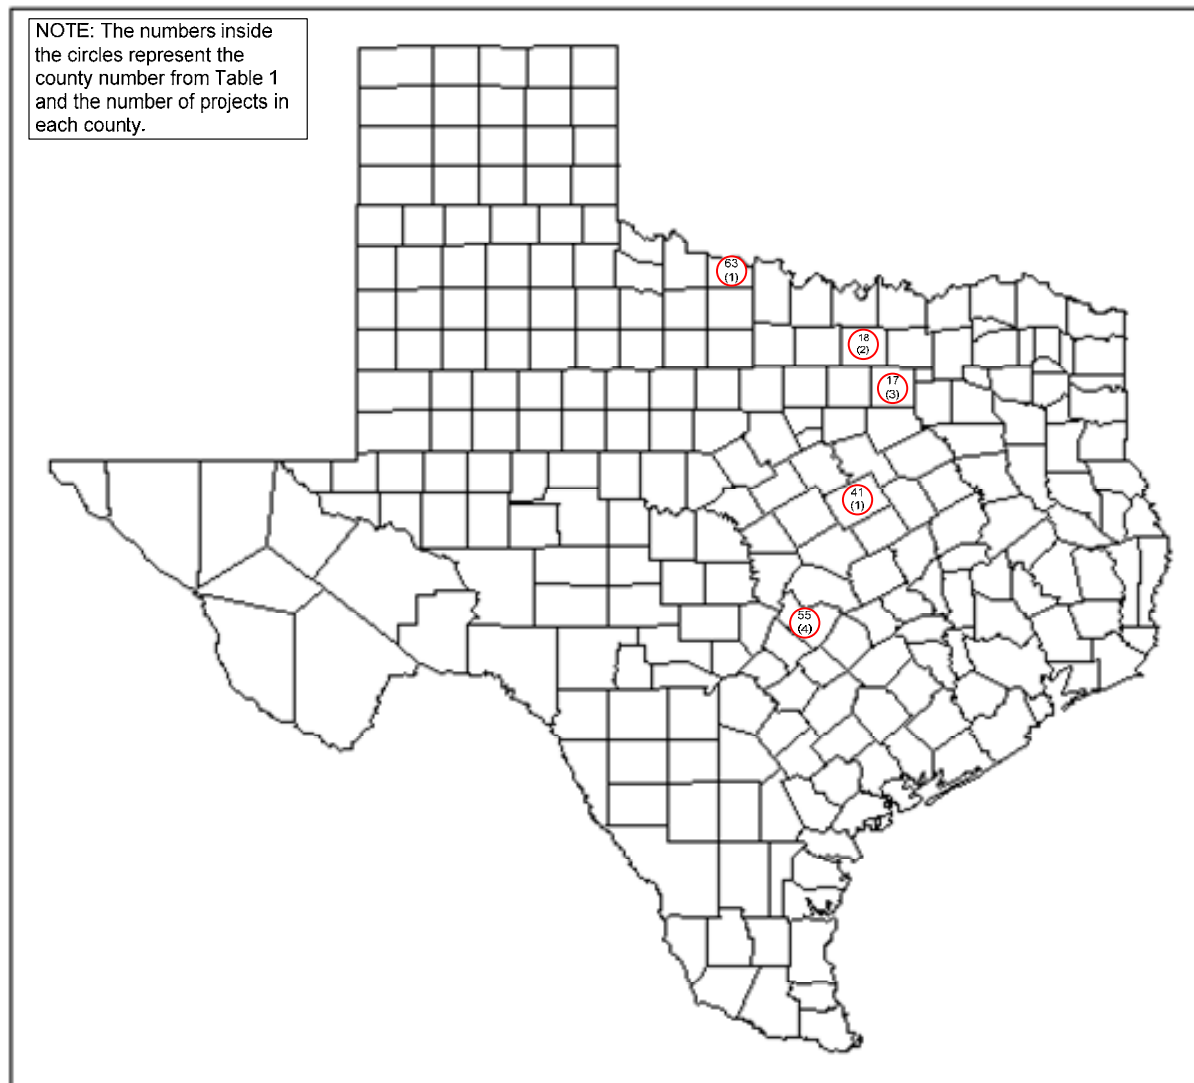 NOTE: The numbers inside
the circles represent the
county number from Table 1
and the number of projects in
each county.
63
(1)
18
(2)
17
(3)
41
(1)
55
(4)